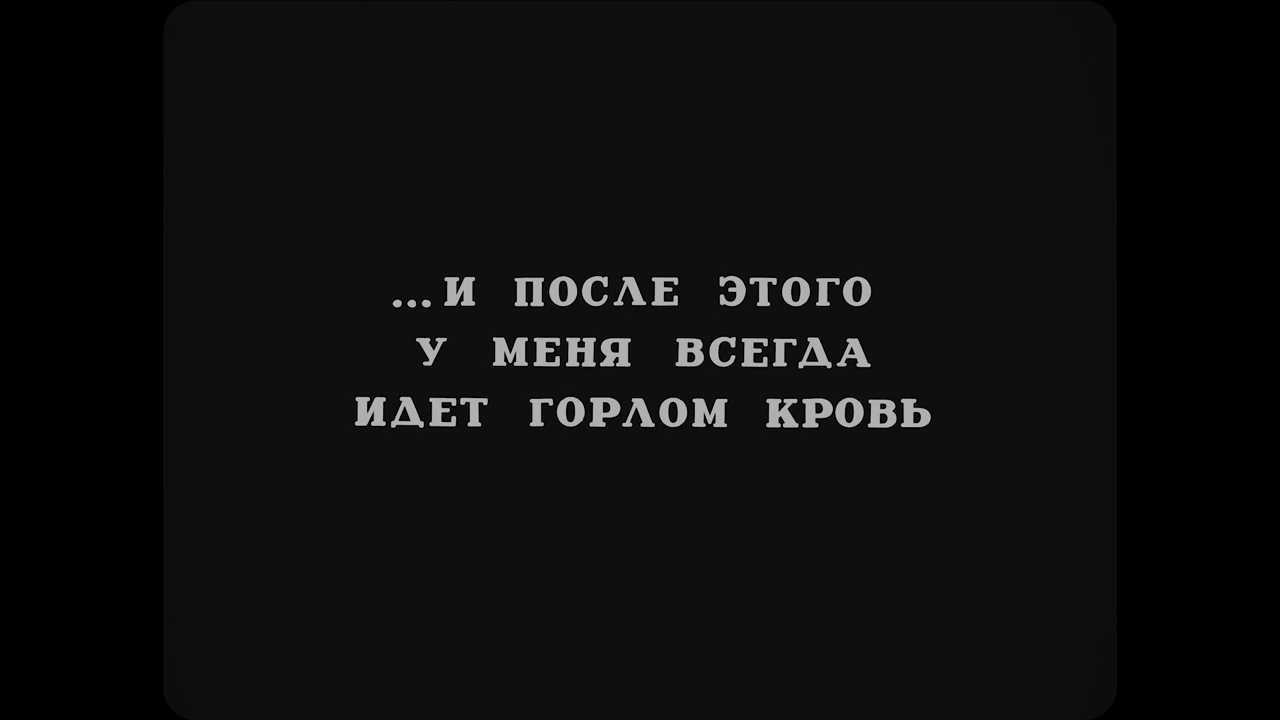 ...И ПОСЛЕ ЭТОГО
У МЕНЯ ВСЕГДА
ИДЕТ ГОРЛОМ КРОВЬ